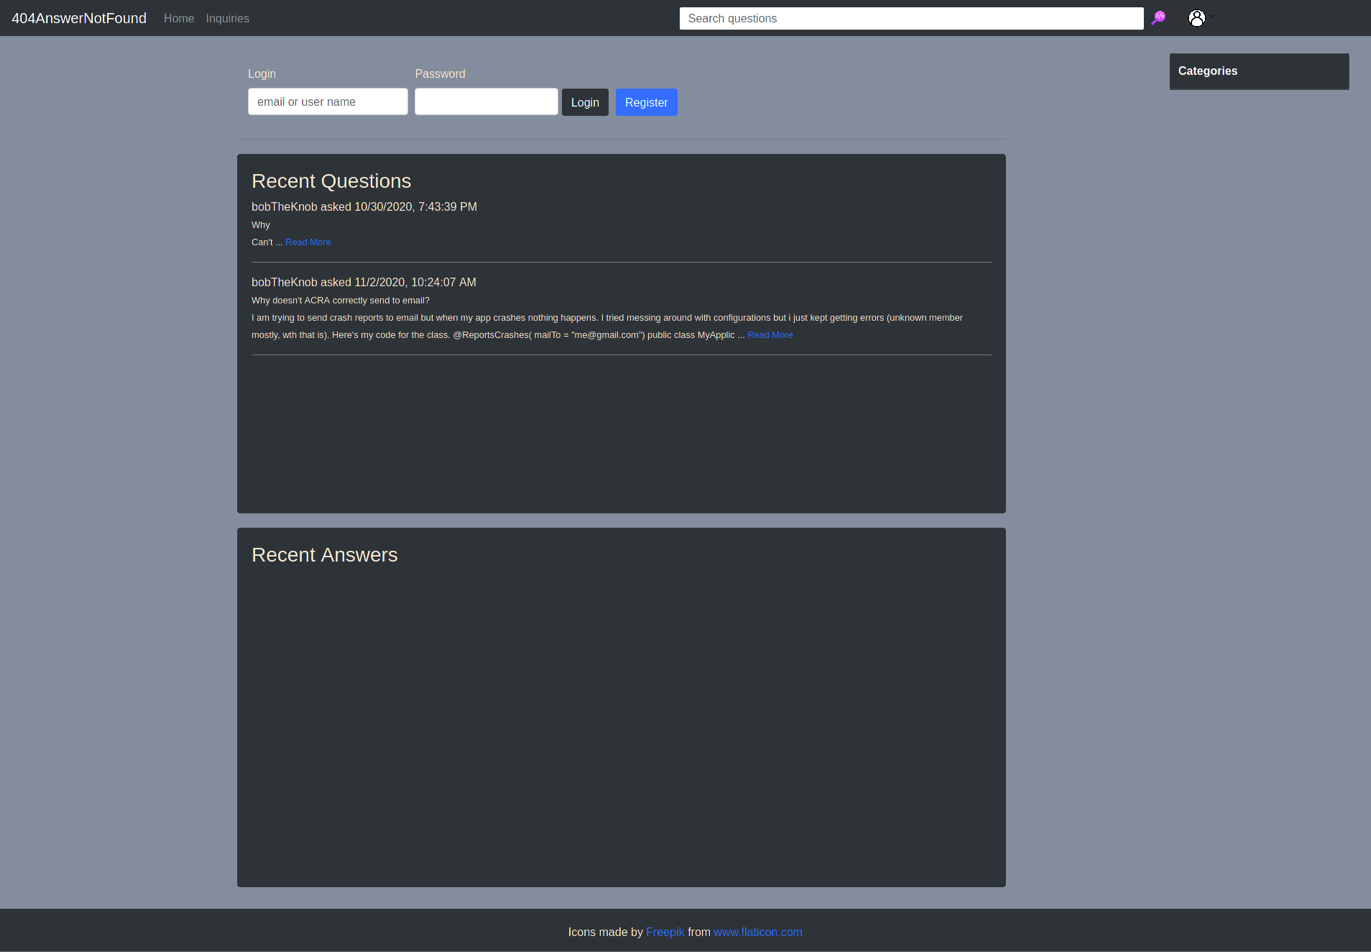 404AnswerNotFound Home Inquiries Search questions
Categories
Login Password
email or user name Login Register
Recent Questions
bobTheKnob asked 10/30/2020, 7:43:39 PM
Why
Can't ... Read More
bobTheKnob asked 11/2/2020, 10:24:07 AM
Why doesn't ACRA correctly send to email?
I am trying to send crash reports to email but when my app crashes nothing happens. I tried messing around with configurations but i just kept getting errors (unknown member
mostly, wth that is). Here's my code for the class. @ReportsCrashes( mailTo = "me@gmail.com") public class MyApplic ... Read More
Recent Answers
Icons made by Freepik from www.flaticon.com